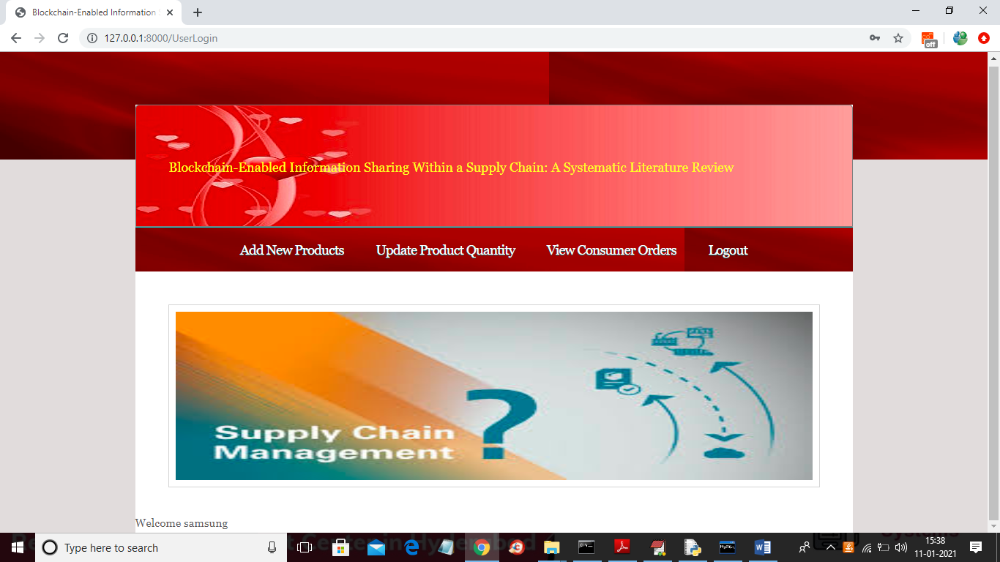 Blockchain-Enabled Information
127.0.0.1:8000/UserLogin
off
Blockchain-Enabled Information Sharing Within a Supply Chain: A Systematic Literature Review
Add New Products
Update Product Quantity
View Consumer Orders
Logout
Supply Chain
Management
?
Welcome samsung
Type here to search
15:38
11-01-2021